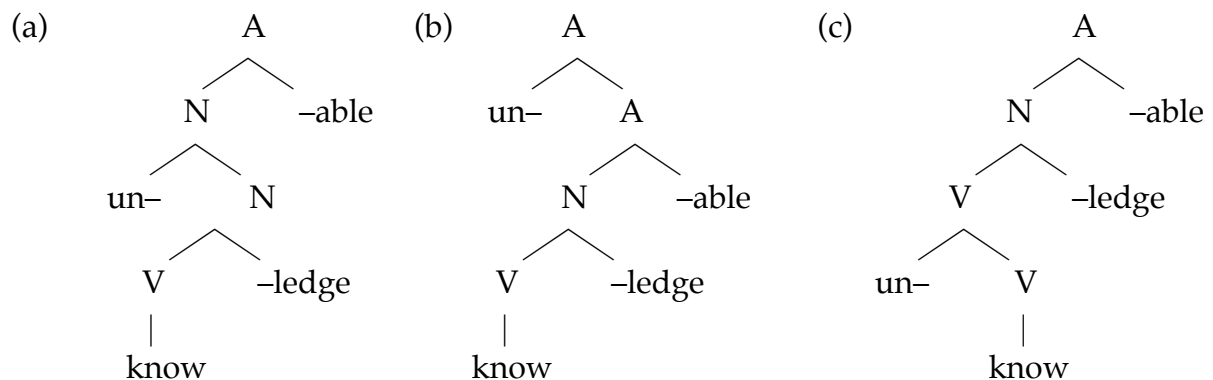 (a) A (b) A (c) A
N –able un– A N –able
un– N N –able V –ledge
V –ledge V –ledge un– V
know know know